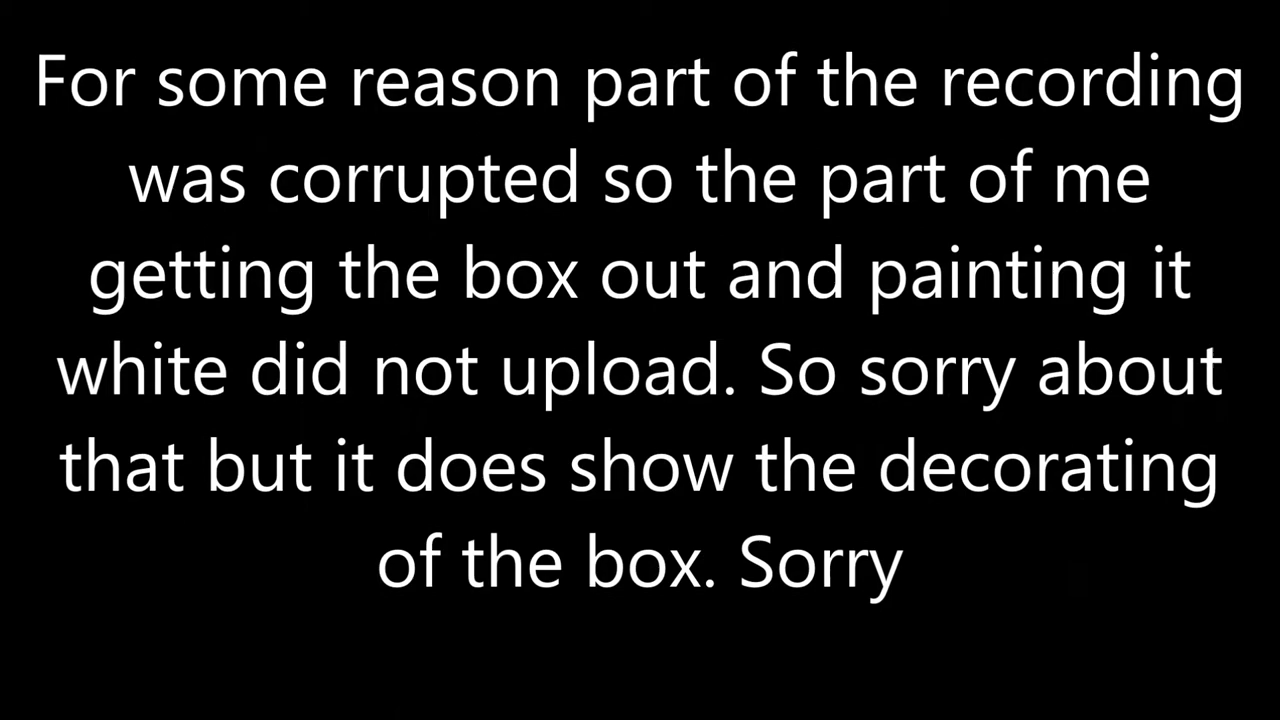 For some reason part of the recording
was corrupted so the part of me
getting the box out and painting it
white did not upload. So sorry about
that but it does show the decorating
of the box. Sorry